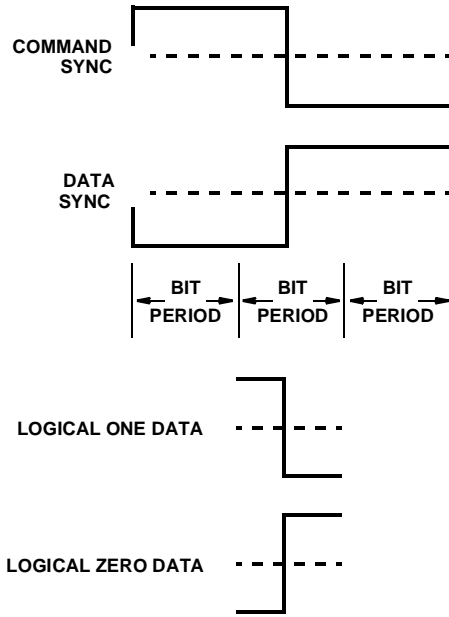 COMMAND
SYNC
DATA
SYNC
BIT BIT BIT
PERIOD PERIOD PERIOD
LOGICAL ONE DATA
LOGICAL ZERO DATA